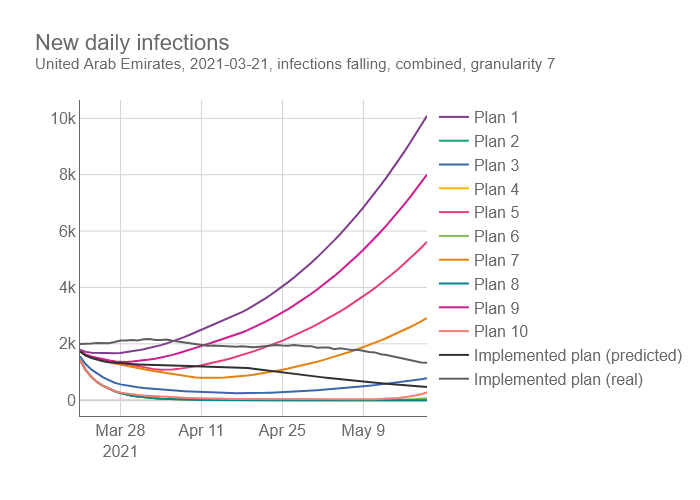 New daily infections
United Arab Emirates, 2021-03-21, infections falling, combined, granularity 7
10k
8k
6k
4k
2k
0
Mar 28
2021
Apr 11
Apr 25
May 9
Plan 1
Plan 2
Plan 3
Plan 4
Plan 5
Plan 6
Plan 7
Plan 8
Plan 9
Plan 10
Implemented plan (predicted)
Implemented plan (real)